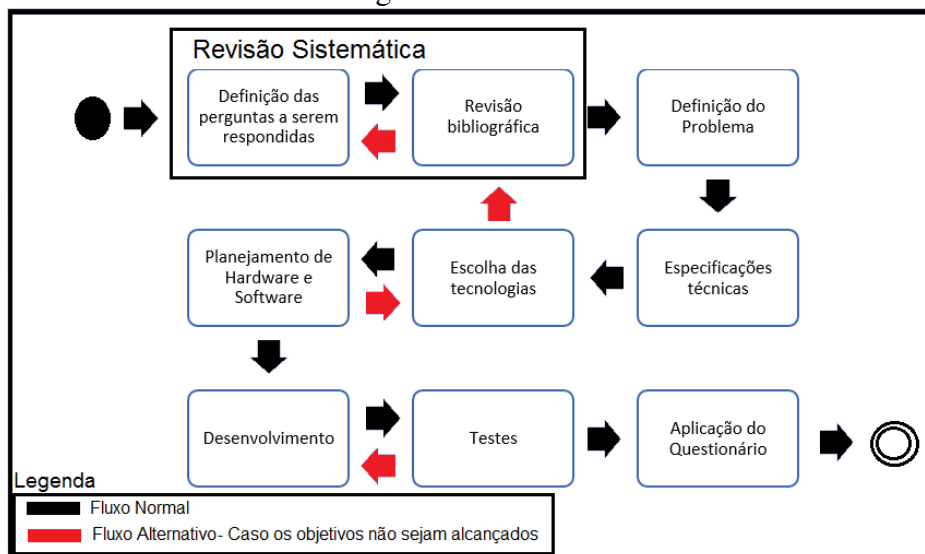 Revisão Sistemática
Definição das
perguntas a serem
respondidas
Revisão
bibliográfica
Definição do
Problema
Planejamento de
Hardware e
Software
Escolha das
tecnologias
Especificações
técnicas
Desenvolvimento
Testes
Aplicação do
Questionário
Legenda
Fluxo Normal
Fluxo Alternativo- Caso os objetivos não sejam alcançados